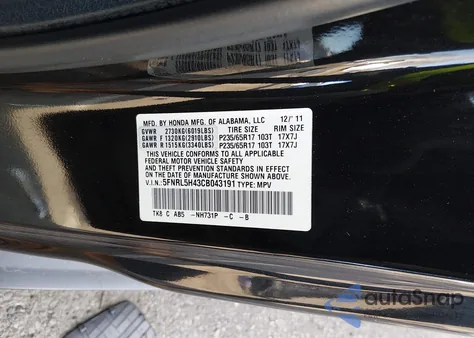 MFD. BY HONDA MFG. OF ALABAMA, LLC 12/'11
GVWR 2730KG(6019LBS) TIRE SIZE RIM SIZE
GAWR F 1320KG(2910LBS) P235/65R17 103T 17X7J
GAWR R 1515KG(3340LBS) P235/65R17 103T 17X7J
THIS VEHICLE CONFORMS TO ALL APPLICABLE
FEDERAL MOTOR VEHICLE SAFETY
AND THEFT PREVENTION STANDARDS
IN EFFECT ON THE DATE OF
MANUFACTURE SHOWN ABOVE.
V.I.N:5FNRL5H43CB043191 TYPE: MPV
TK8 C AB5 -NH731P -C -B
autoSnap